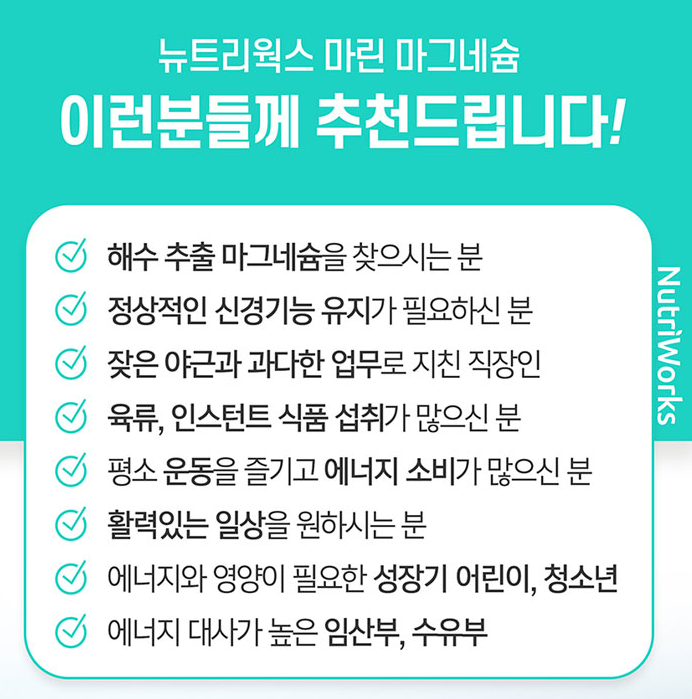 뉴트리웍스 마린 마그네슘
이런분들께 추천드립니다!
해수 추출 마그네슘을 찾으시는 분
정상적인 신경기능 유지가 필요하신 분
잦은 야근과 과다한 업무로 지친 직장인
육류, 인스턴트 식품 섭취가 많으신 분
평소 운동을 즐기고 에너지 소비가 많으신 분
활력있는 일상을 원하시는 분
에너지와 영양이 필요한 성장기 어린이, 청소년
에너지 대사가 높은 임산부, 수유부
NutriWorks